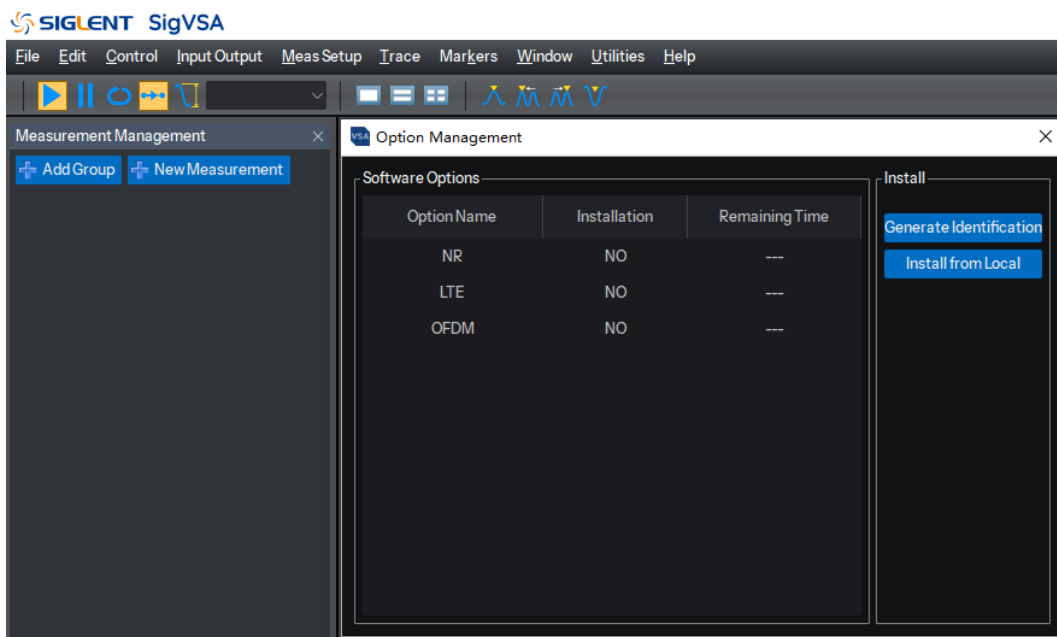 SIGLENT SigVSA
File Edit Control Input Output Meas Setup Trace Markers Window Utilities Help
Measurement Management
Add Group New Measurement
VSA Option Management
Software Options
Option Name Installation Remaining Time
NR NO ---
LTE NO ---
OFDM NO ---
Install
Generate Identification
Install from Local